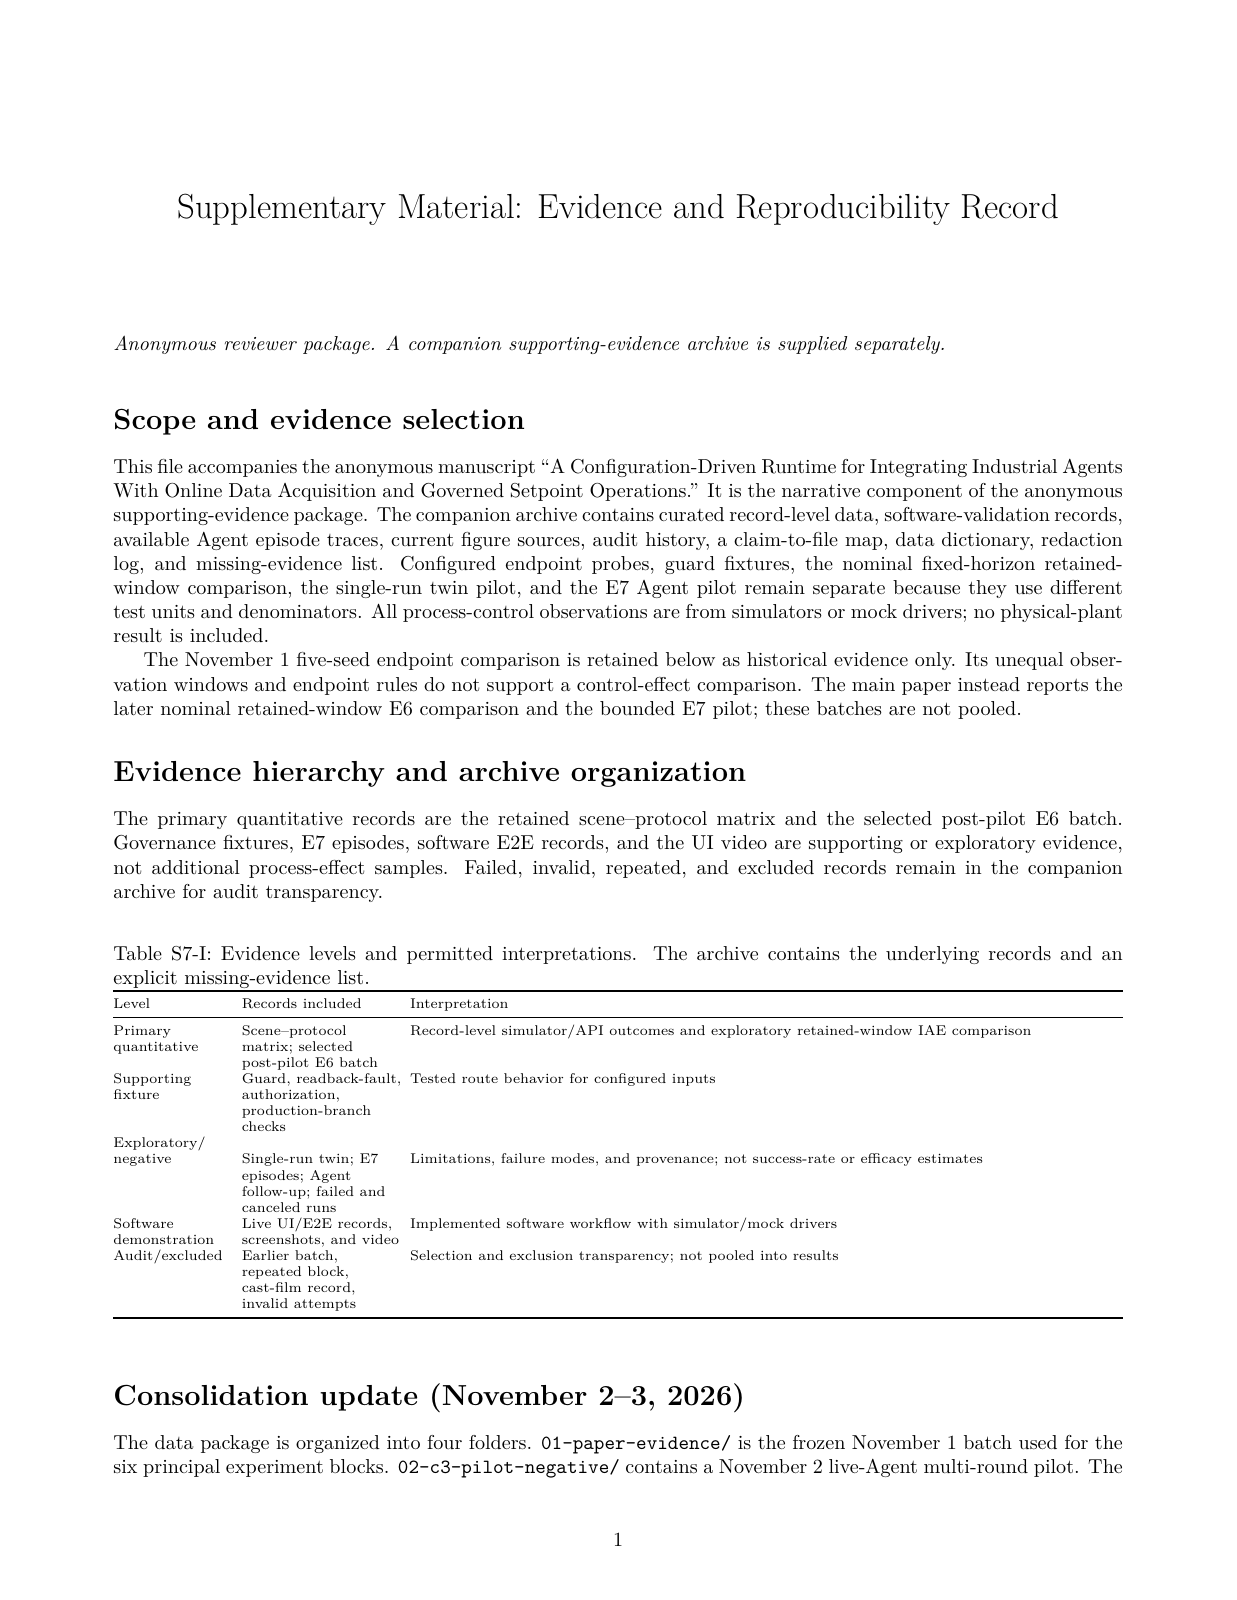 Supplementary Material: Evidence and Reproducibility Record
Anonymous reviewer package. A companion supporting-evidence archive is supplied separately.
Scope and evidence selection
This file accompanies the anonymous manuscript “A Configuration-Driven Runtime for Integrating Industrial Agents
With Online Data Acquisition and Governed Setpoint Operations.” It is the narrative component of the anonymous
supporting-evidence package. The companion archive contains curated record-level data, software-validation records,
available Agent episode traces, current figure sources, audit history, a claim-to-file map, data dictionary, redaction
log, and missing-evidence list. Configured endpoint probes, guard fixtures, the nominal fixed-horizon retained-
window comparison, the single-run twin pilot, and the E7 Agent pilot remain separate because they use different
test units and denominators. All process-control observations are from simulators or mock drivers; no physical-plant
result is included.
The November 1 five-seed endpoint comparison is retained below as historical evidence only. Its unequal obser-
vation windows and endpoint rules do not support a control-effect comparison. The main paper instead reports the
later nominal retained-window E6 comparison and the bounded E7 pilot; these batches are not pooled.
Evidence hierarchy and archive organization
The primary quantitative records are the retained scene–protocol matrix and the selected post-pilot E6 batch.
Governance fixtures, E7 episodes, software E2E records, and the UI video are supporting or exploratory evidence,
not additional process-effect samples. Failed, invalid, repeated, and excluded records remain in the companion
archive for audit transparency.
Table S7-I: Evidence levels and permitted interpretations. The archive contains the underlying records and an
explicit missing-evidence list.
Level Records included Interpretation
Primary Scene–protocol Record-level simulator/API outcomes and exploratory retained-window IAE comparison
quantitative matrix; selected
post-pilot E6 batch
Supporting Guard, readback-fault, Tested route behavior for configured inputs
fixture authorization,
production-branch
checks
Exploratory/
negative Single-run twin; E7 Limitations, failure modes, and provenance; not success-rate or efficacy estimates
episodes; Agent
follow-up; failed and
canceled runs
Software Live UI/E2E records, Implemented software workflow with simulator/mock drivers
demonstration screenshots, and video
Audit/excluded Earlier batch, Selection and exclusion transparency; not pooled into results
repeated block,
cast-film record,
invalid attempts
Consolidation update (November 2–3, 2026)
The data package is organized into four folders. 01-paper-evidence/ is the frozen November 1 batch used for the
six principal experiment blocks. 02-c3-pilot-negative/ contains a November 2 live-Agent multi-round pilot. The
1